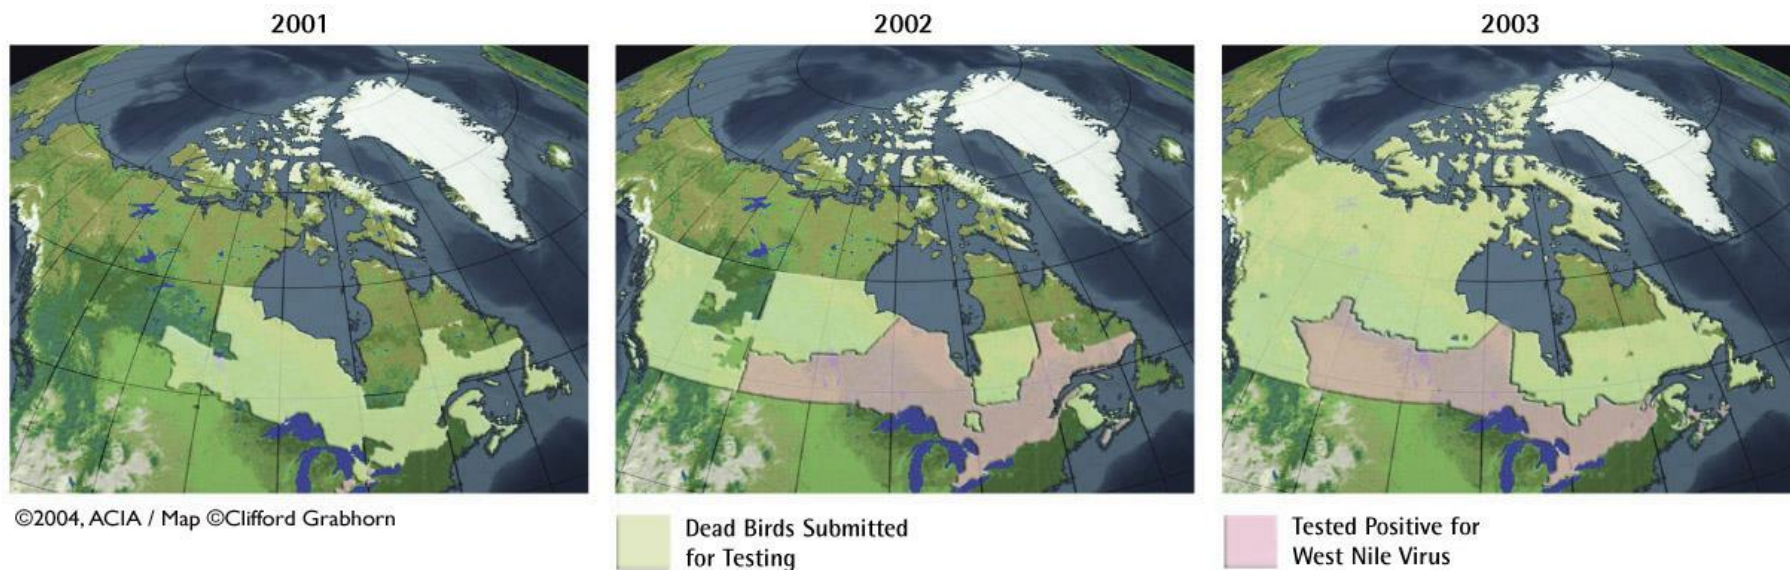 2001
2002
2003
©2004, ACIA / Map ©Clifford Grabhorn
Dead Birds Submitted
for Testing
Tested Positive for
West Nile Virus